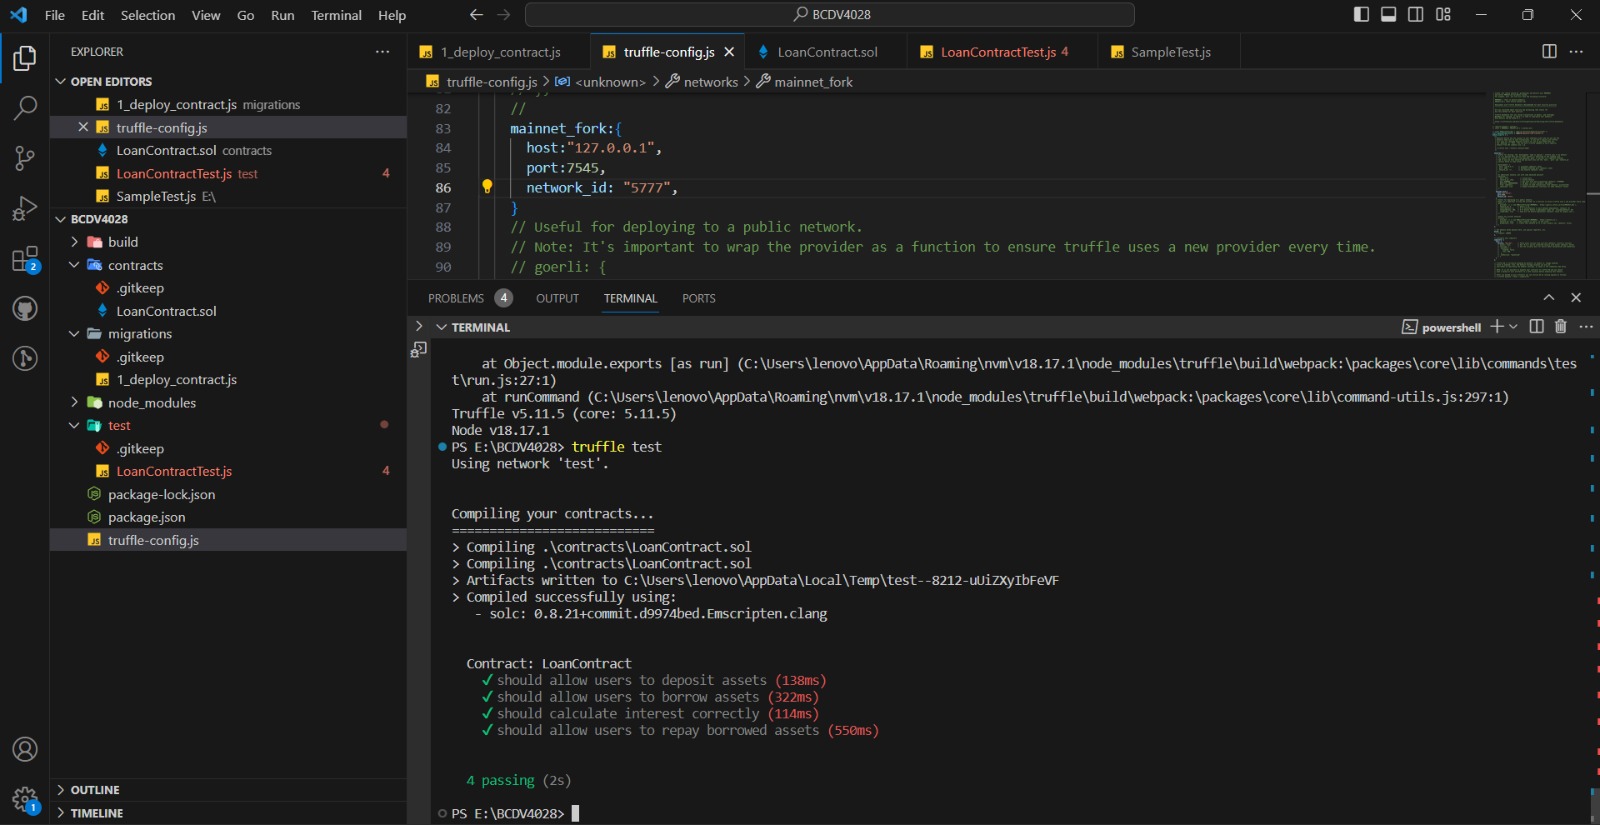 File Edit Selection View Go Run Terminal Help
BCDV4028
EXPLORER
OPEN EDITORS
1_deploy_contract.js migrations
truffle-config.js
LoanContract.sol contracts
LoanContractTest.js test 4
SampleTest.js E:\
BCDV4028
build
contracts
.gitkeep
LoanContract.sol
migrations
.gitkeep
1_deploy_contract.js
node_modules
test
.gitkeep
LoanContractTest.js 4
package-lock.json
package.json
truffle-config.js
OUTLINE
TIMELINE
2
1
1_deploy_contract.js truffle-config.js LoanContract.sol LoanContractTest.js 4 SampleTest.js
truffle-config.js > <unknown> > networks > mainnet_fork
82 //
83 mainnet_fork:{
84 host:"127.0.0.1",
85 port:7545,
86 network_id: "5777",
87 }
88 // Useful for deploying to a public network.
89 // Note: It's important to wrap the provider as a function to ensure truffle uses a new provider every time.
90 // goerli: {
PROBLEMS 4 OUTPUT TERMINAL PORTS
TERMINAL
powershell
at Object.module.exports [as run] (C:\Users\lenovo\AppData\Roaming\nvm\v18.17.1\node_modules\truffle\build\webpack:\packages\core\lib\commands\tes
t\run.js:27:1)
at runCommand (C:\Users\lenovo\AppData\Roaming\nvm\v18.17.1\node_modules\truffle\build\webpack:\packages\core\lib\command-utils.js:297:1)
Truffle v5.11.5 (core: 5.11.5)
Node v18.17.1
PS E:\BCDV4028> truffle test
Using network 'test'.
Compiling your contracts...
===========================
> Compiling .\contracts\LoanContract.sol
> Compiling .\contracts\LoanContract.sol
> Artifacts written to C:\Users\lenovo\AppData\Local\Temp\test--8212-uUiZXyIbFeVF
> Compiled successfully using:
- solc: 0.8.21+commit.d9974bed.Emscripten.clang
Contract: LoanContract
✓ should allow users to deposit assets (138ms)
✓ should allow users to borrow assets (322ms)
✓ should calculate interest correctly (114ms)
✓ should allow users to repay borrowed assets (550ms)
4 passing (2s)
PS E:\BCDV4028>